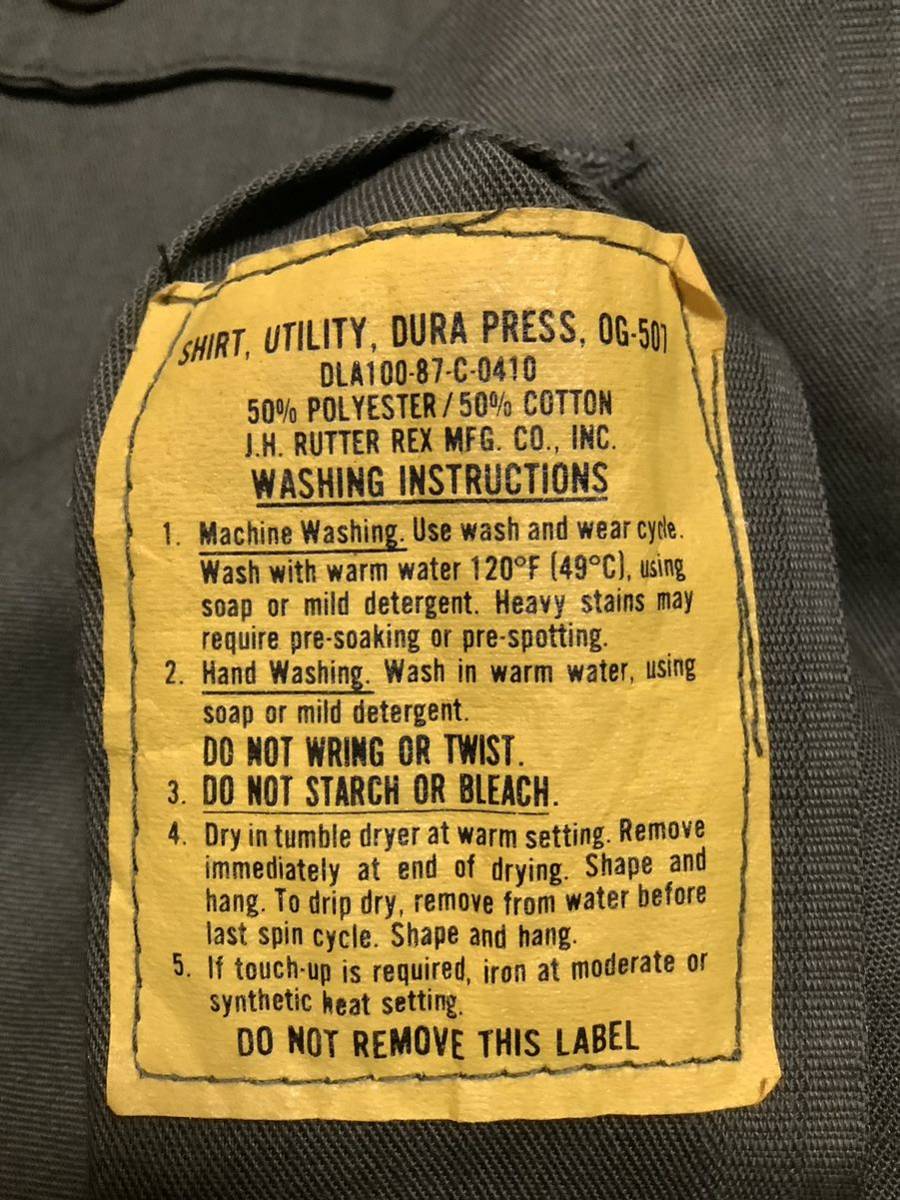 SHIRT, UTILITY, DURA PRESS, OG-507
DLA100-87-C-0410
50% POLYESTER/50% COTTON
J.H. RUTTER REX MFG. CO., INC.
WASHING INSTRUCTIONS
1. Machine Washing. Use wash and wear cycle.
Wash with warm water 120°F (49°C), using
soap or mild detergent. Heavy stains may
require pre-soaking or pre-spotting.
2. Hand Washing. Wash in warm water, using
soap or mild detergent.
DO NOT WRING OR TWIST.
3. DO NOT STARCH OR BLEACH.
4. Dry in tumble dryer at warm setting. Remove
immediately at end of drying. Shape and
hang. To drip dry, remove from water before
last spin cycle. Shape and hang.
5. If touch-up is required, iron at moderate or
synthetic heat setting.
DO NOT REMOVE THIS LABEL